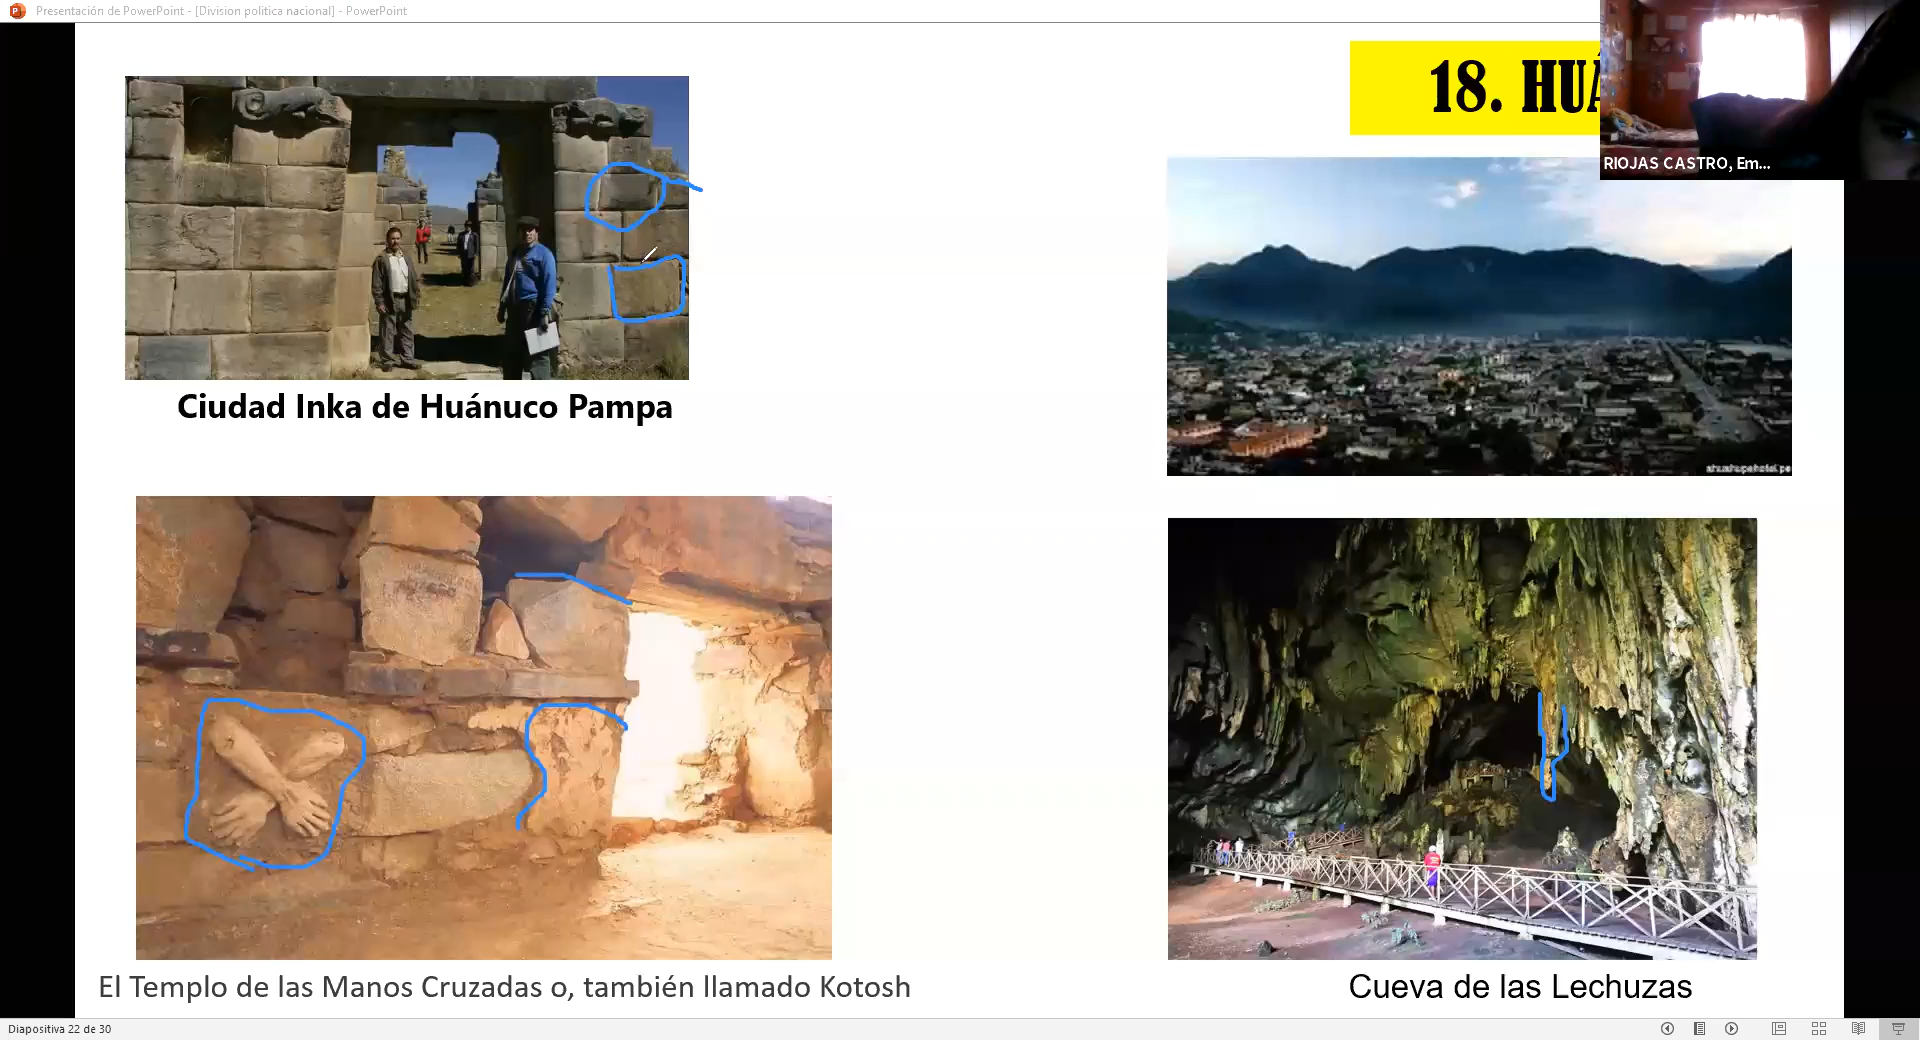 Presentación de PowerPoint - [Division politica nacional] - PowerPoint
18. HUÁ
RIOJAS CASTRO, Em...
Ciudad Inka de Huánuco Pampa
El Templo de las Manos Cruzadas o, también llamado Kotosh
Cueva de las Lechuzas
Diapositiva 22 de 30